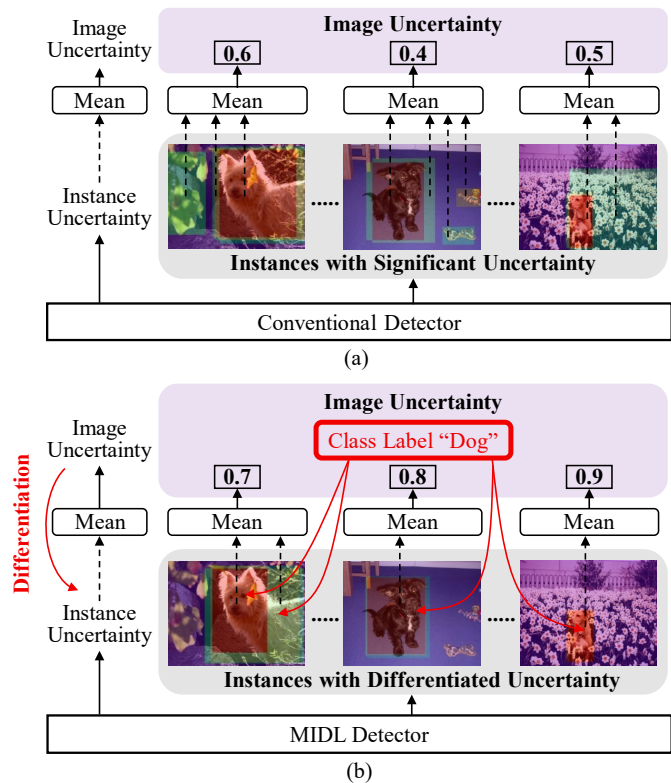 Image
Uncertainty
Image Uncertainty
0.6
0.4
0.5
Mean
Mean
Mean
Mean
Instance
Uncertainty
......
......
Instances with Significant Uncertainty
Conventional Detector
(a)
Image
Uncertainty
Image Uncertainty
Class Label “Dog”
0.7
0.8
0.9
Differentiation
Mean
Mean
Mean
Mean
Instance
Uncertainty
......
......
Instances with Differentiated Uncertainty
MIDL Detector
(b)